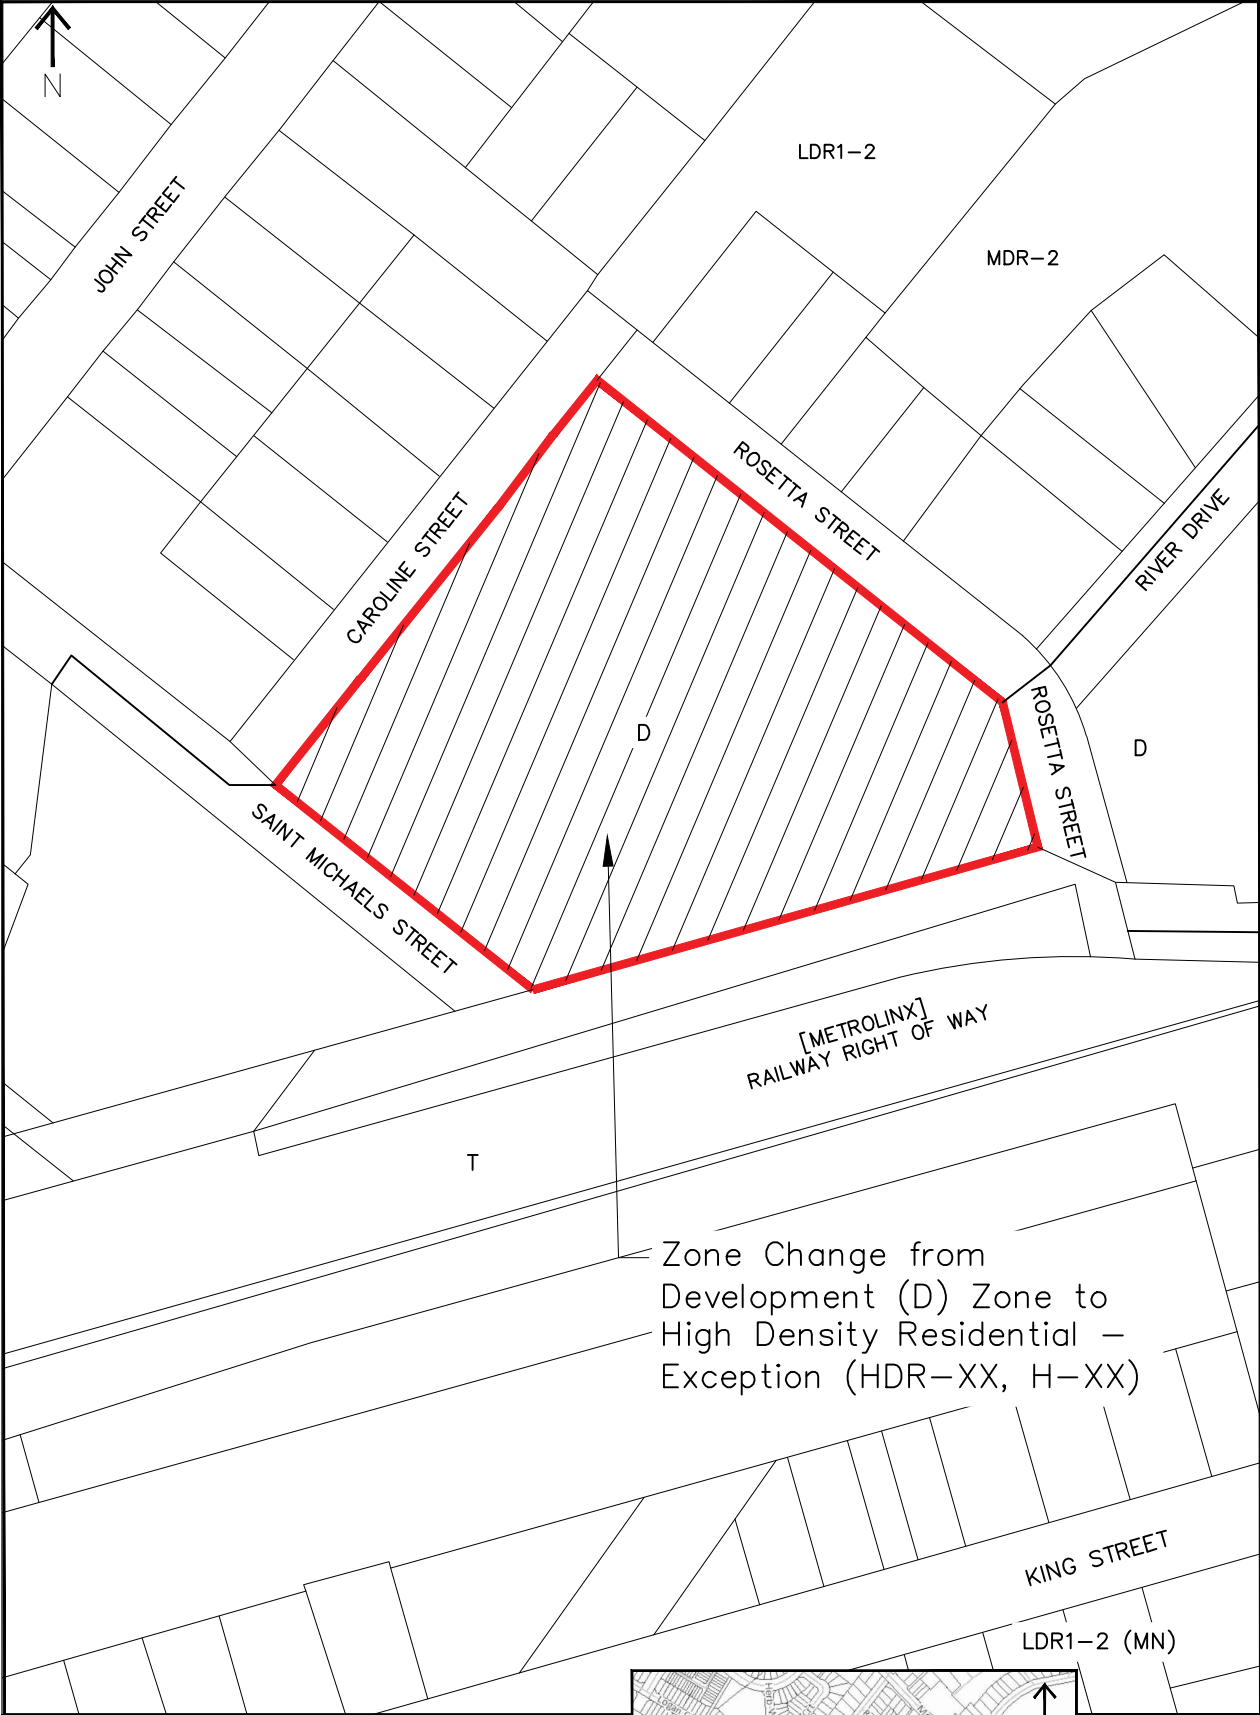 N
LDR1-2
JOHN STREET
MDR-2
ROSETTA STREET
CAROLINE STREET
RIVER DRIVE
D
ROSETTA STREET
D
SAINT MICHAELS STREET
[METROLINX]
RAILWAY RIGHT OF WAY
T
Zone Change from
Development (D) Zone to
High Density Residential –
Exception (HDR-XX, H-XX)
KING STREET
LDR1-2 (MN)